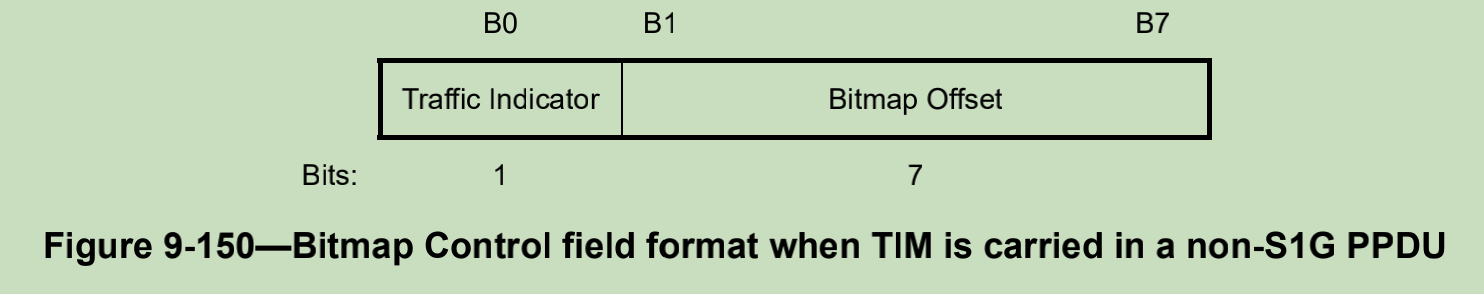 B0 B1 B7
Traffic Indicator Bitmap Offset
Bits: 1 7
Figure 9-150—Bitmap Control field format when TIM is carried in a non-S1G PPDU